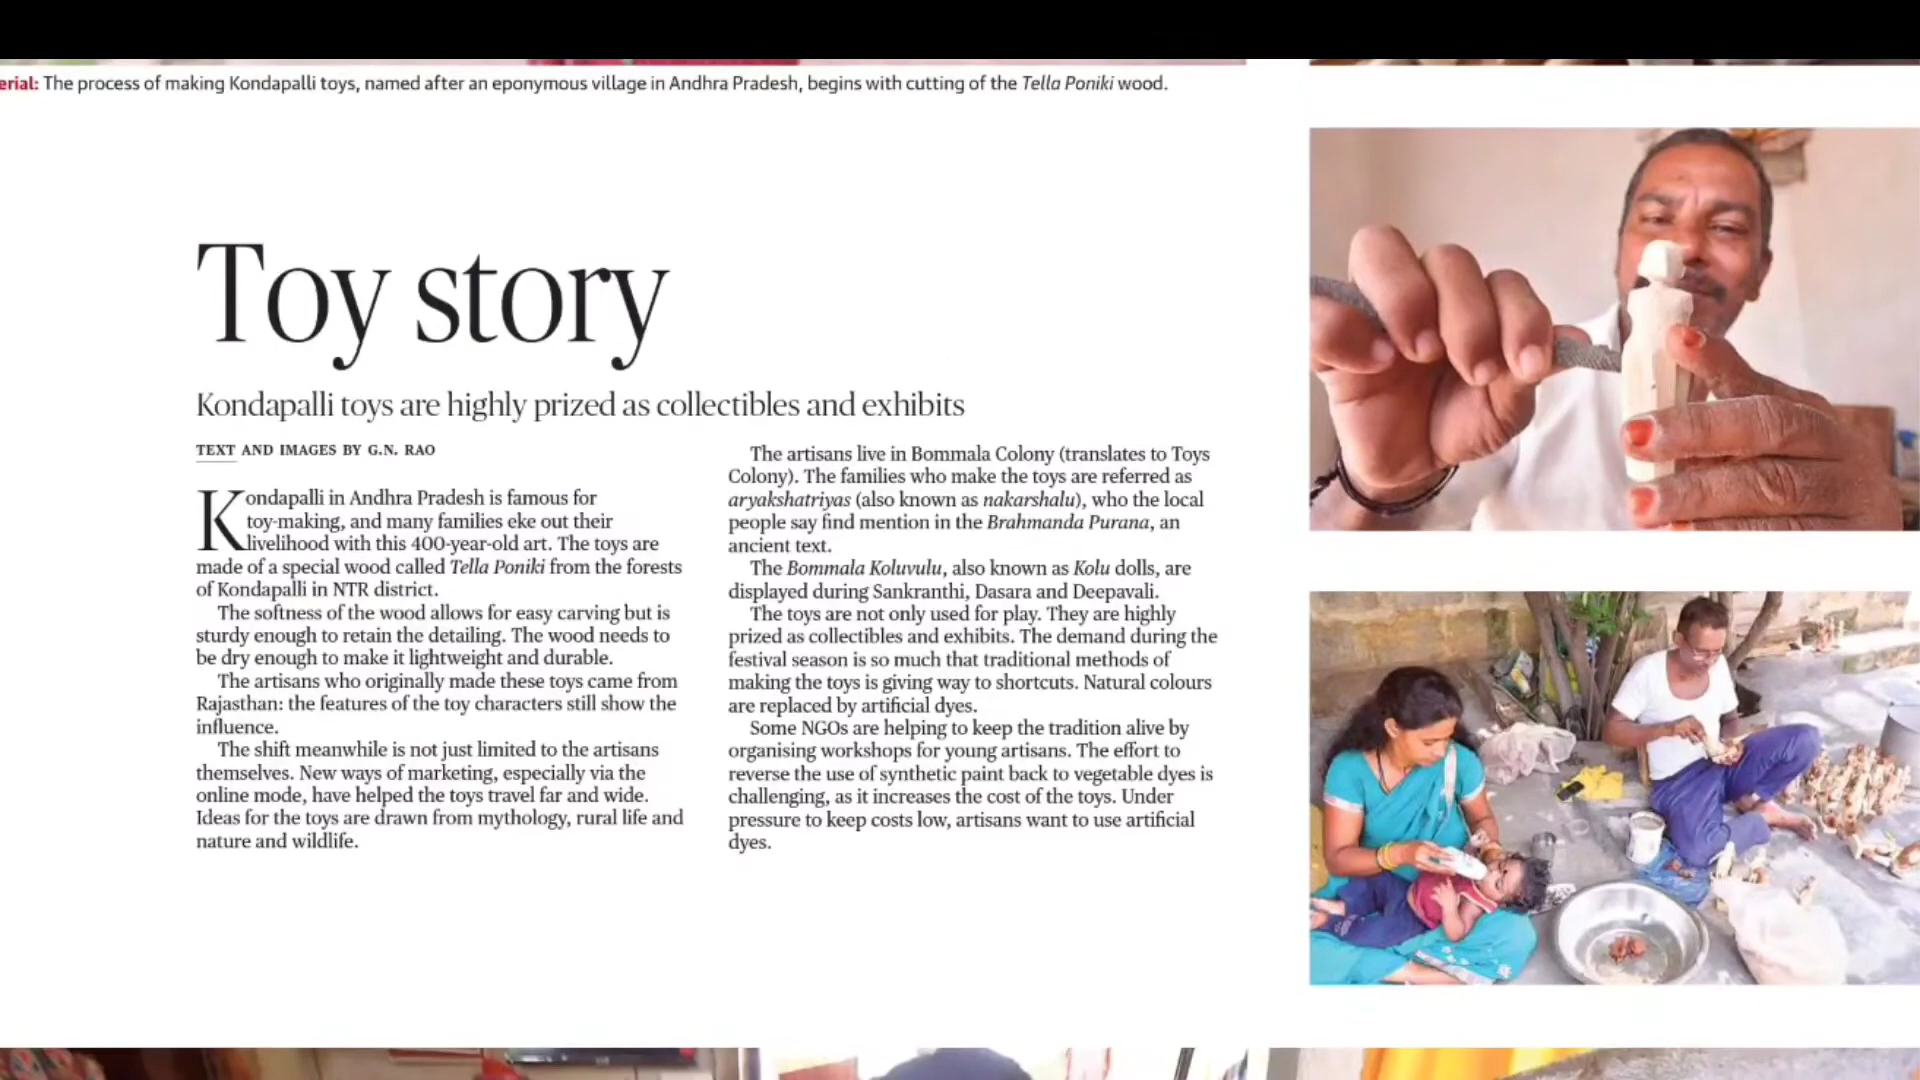 erial: The process of making Kondapalli toys, named after an eponymous village in Andhra Pradesh, begins with cutting of the Tella Poniki wood.
Toy story
Kondapalli toys are highly prized as collectibles and exhibits
TEXT AND IMAGES BY G.N. RAO
Kondapalli in Andhra Pradesh is famous for
toy-making, and many families eke out their
livelihood with this 400-year-old art. The toys are
made of a special wood called Tella Poniki from the forests
of Kondapalli in NTR district.
The softness of the wood allows for easy carving but is
sturdy enough to retain the detailing. The wood needs to
be dry enough to make it lightweight and durable.
The artisans who originally made these toys came from
Rajasthan: the features of the toy characters still show the
influence.
The shift meanwhile is not just limited to the artisans
themselves. New ways of marketing, especially via the
online mode, have helped the toys travel far and wide.
Ideas for the toys are drawn from mythology, rural life and
nature and wildlife.
The artisans live in Bommala Colony (translates to Toys
Colony). The families who make the toys are referred as
aryakshatriyas (also known as nakarshalu), who the local
people say find mention in the Brahmanda Purana, an
ancient text.
The Bommala Koluvulu, also known as Kolu dolls, are
displayed during Sankranthi, Dasara and Deepavali.
The toys are not only used for play. They are highly
prized as collectibles and exhibits. The demand during the
festival season is so much that traditional methods of
making the toys is giving way to shortcuts. Natural colours
are replaced by artificial dyes.
Some NGOs are helping to keep the tradition alive by
organising workshops for young artisans. The effort to
reverse the use of synthetic paint back to vegetable dyes is
challenging, as it increases the cost of the toys. Under
pressure to keep costs low, artisans want to use artificial
dyes.